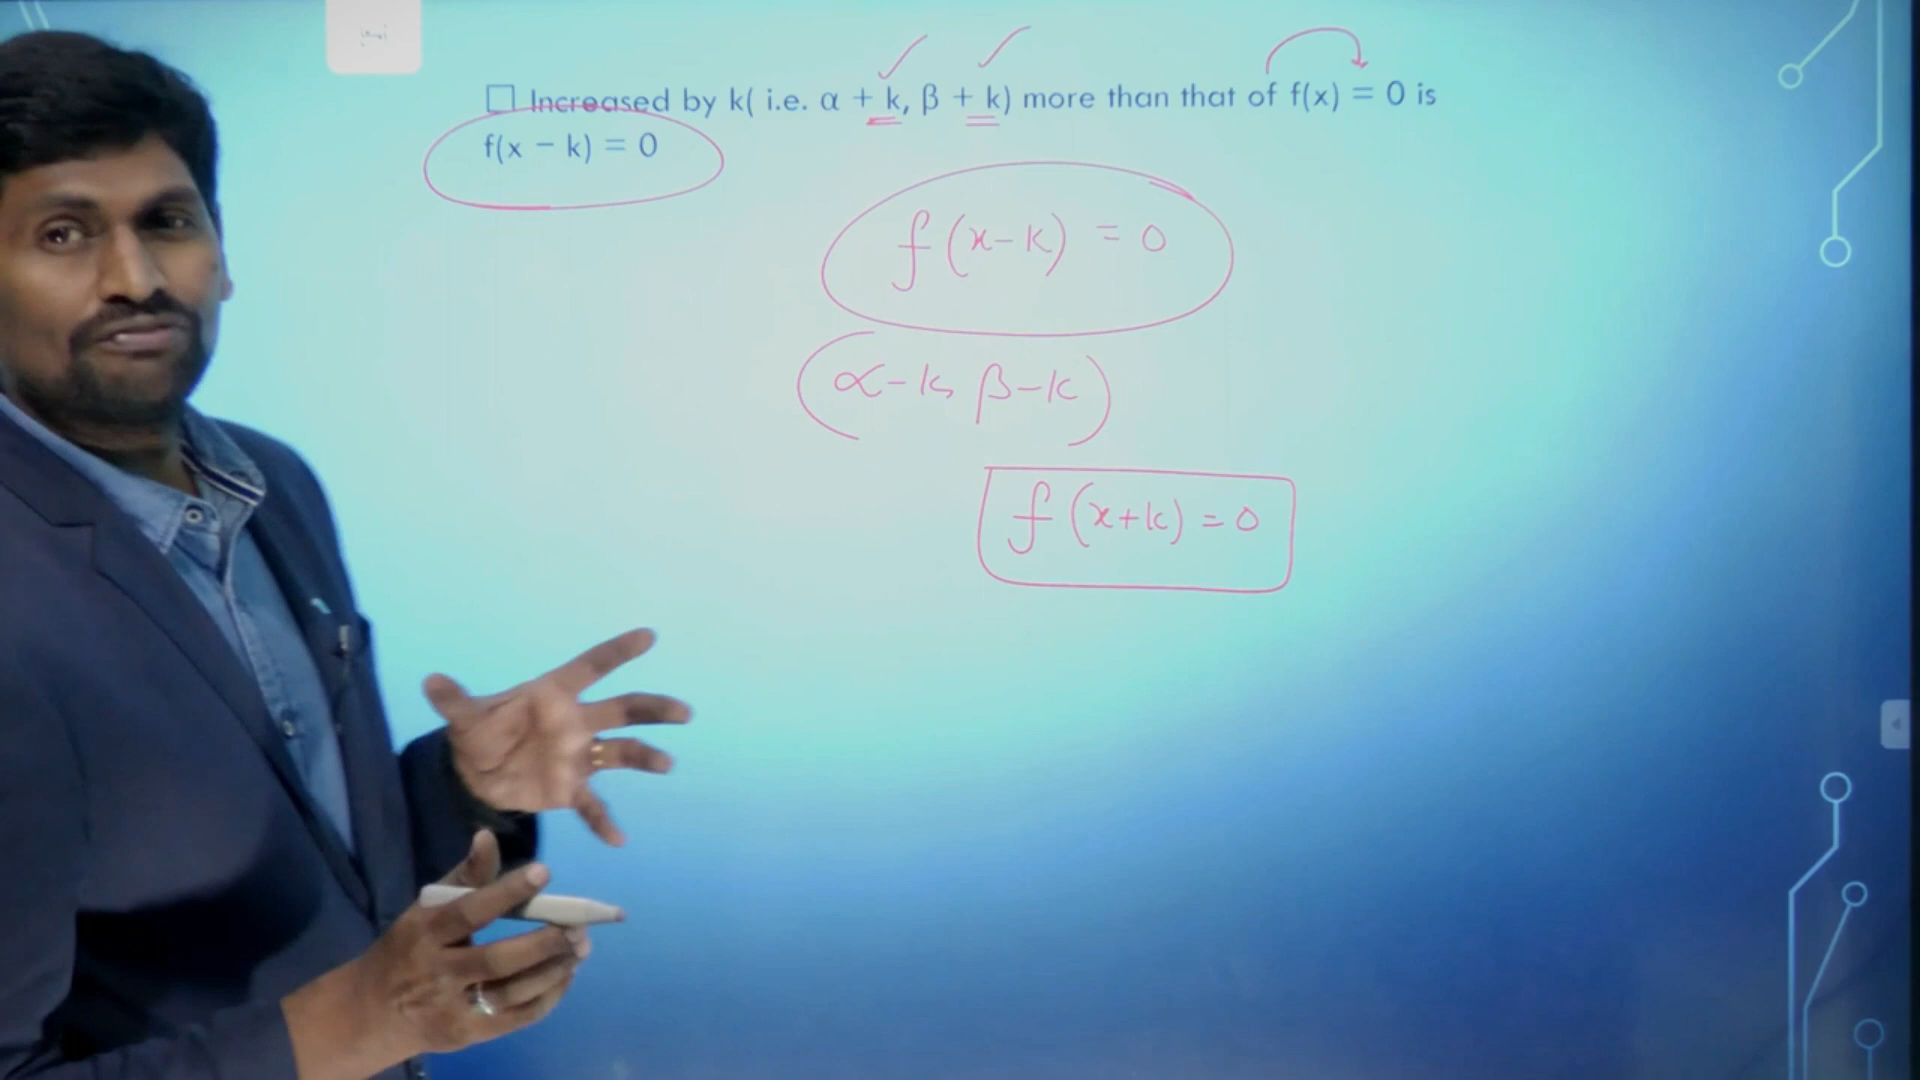 □ Increased by k( i.e. α + k, β + k) more than that of f(x) = 0 is
f(x − k) = 0
f(x-k) = 0
(α-k, β-k)
f(x+k) = 0